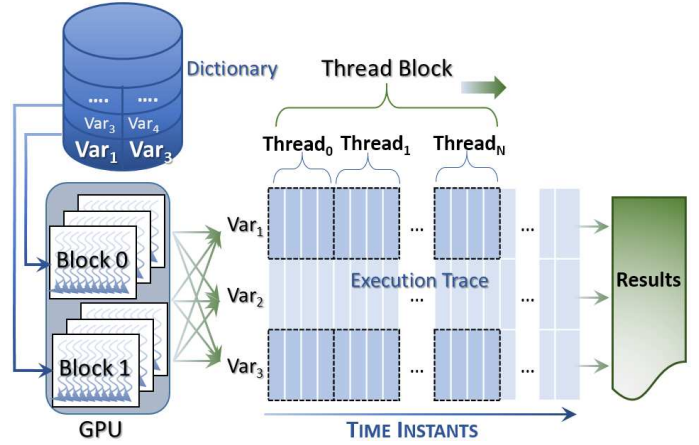 Dictionary
.... ....
Var3 Var4
Var1 Var3
Thread Block
Thread0 Thread1 ThreadN
Block 0
Block 1
GPU
Var1 ... ...
Var2 ...
Var3 ... ...
Execution Trace
Results
TIME INSTANTS